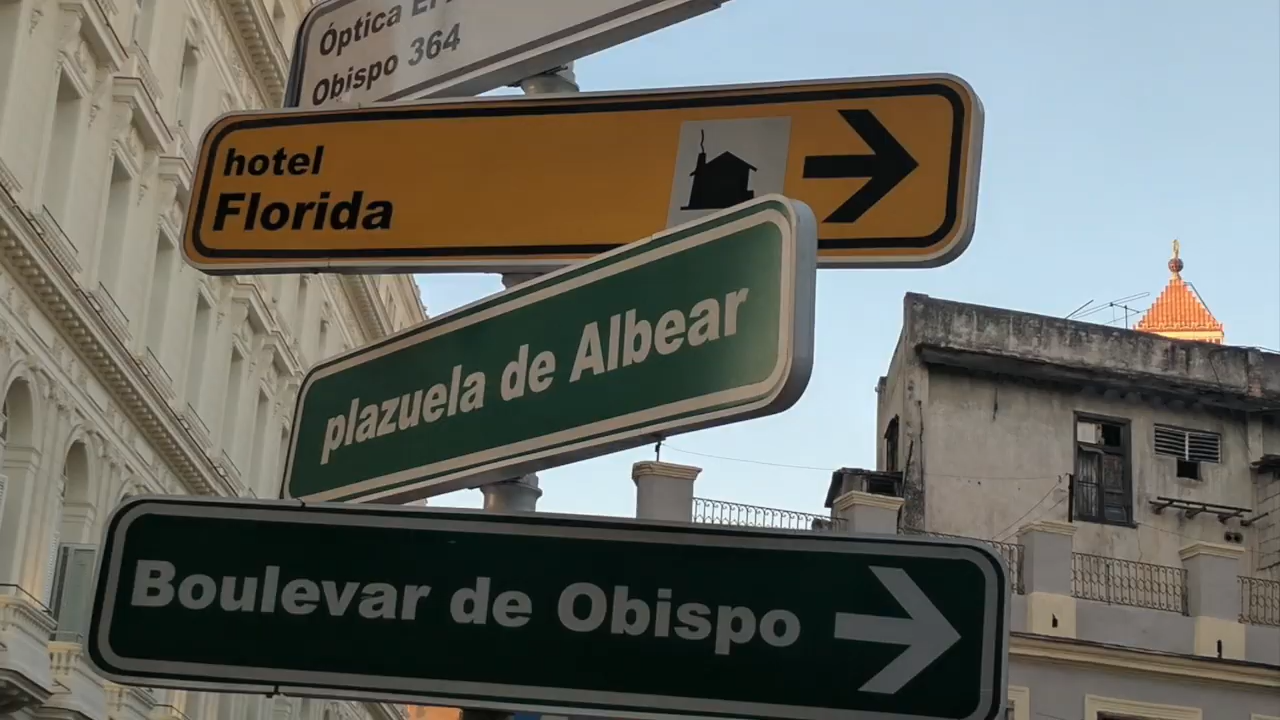 Óptica
Obispo 364
hotel
Florida
plazuela de Albear
Boulevar de Obispo